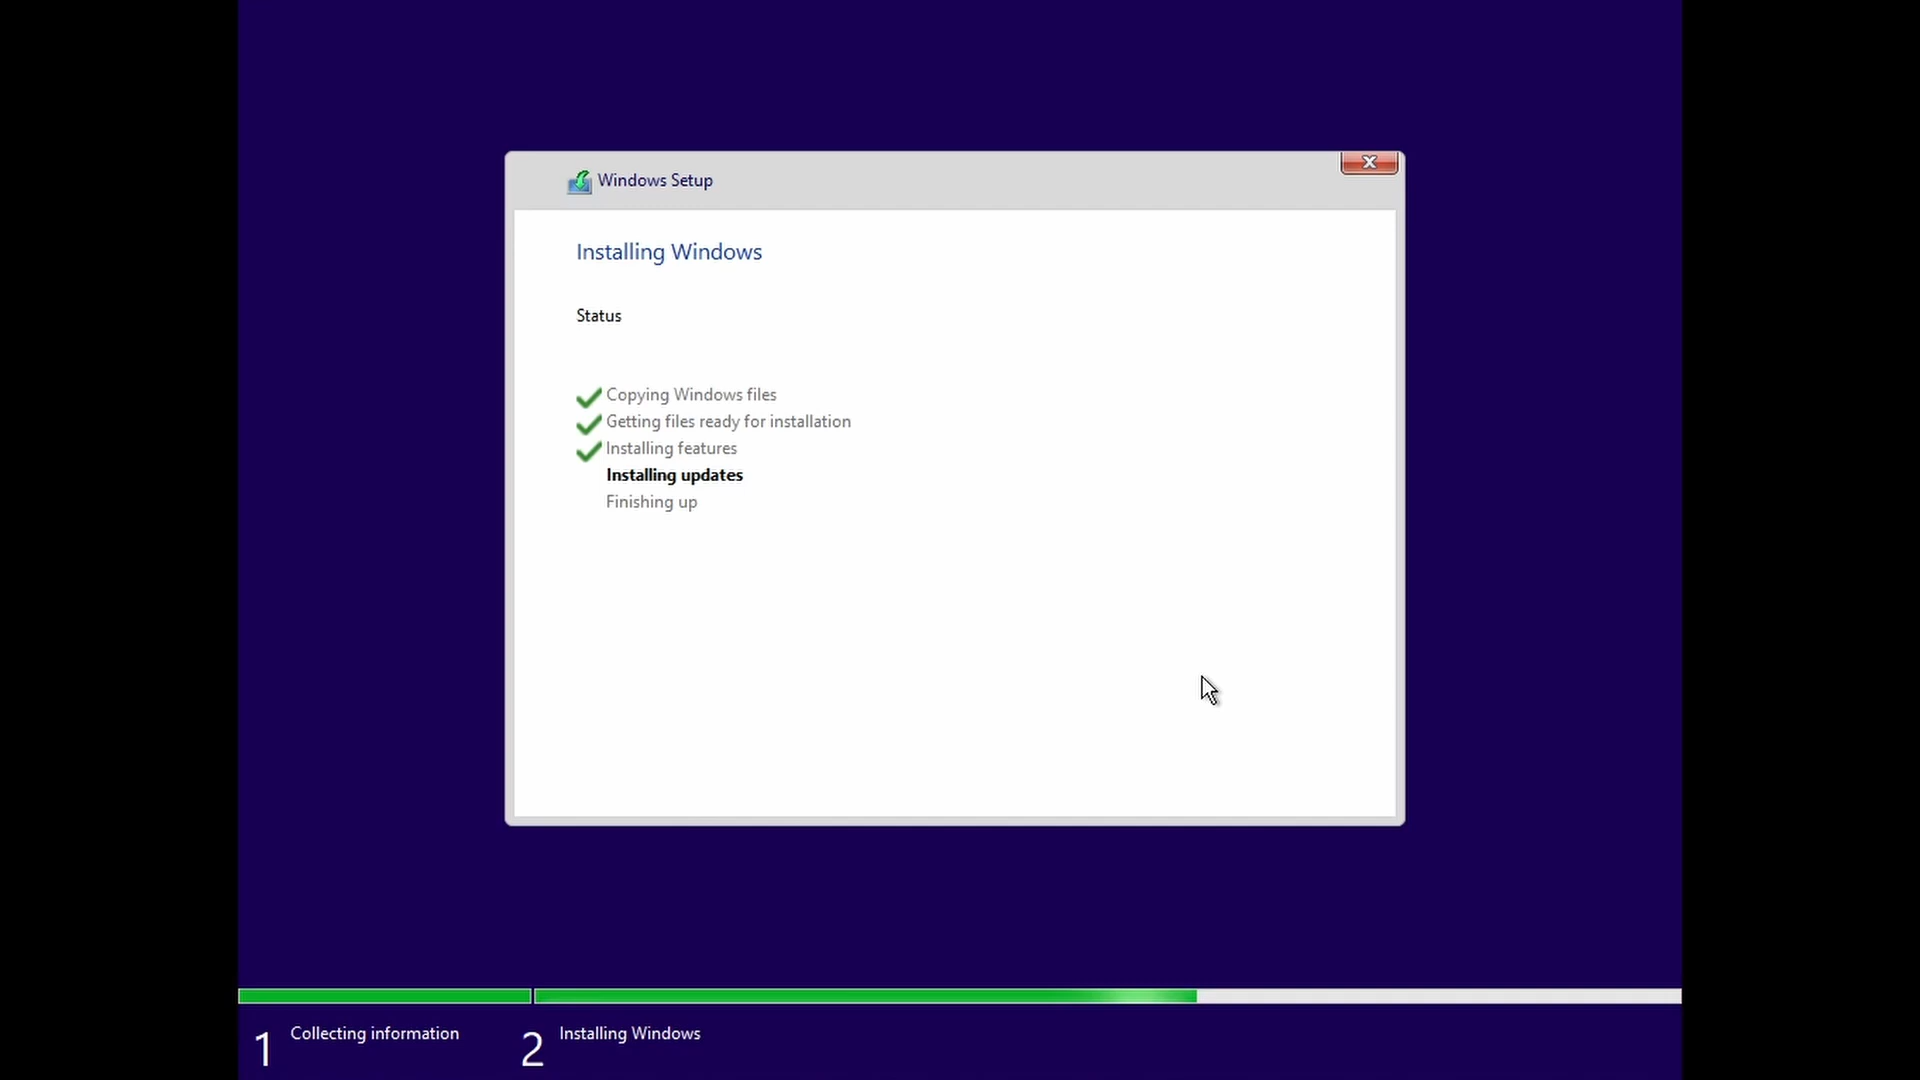 Windows Setup
Installing Windows
Status
Copying Windows files
Getting files ready for installation
Installing features
Installing updates
Finishing up
1 Collecting information
2 Installing Windows